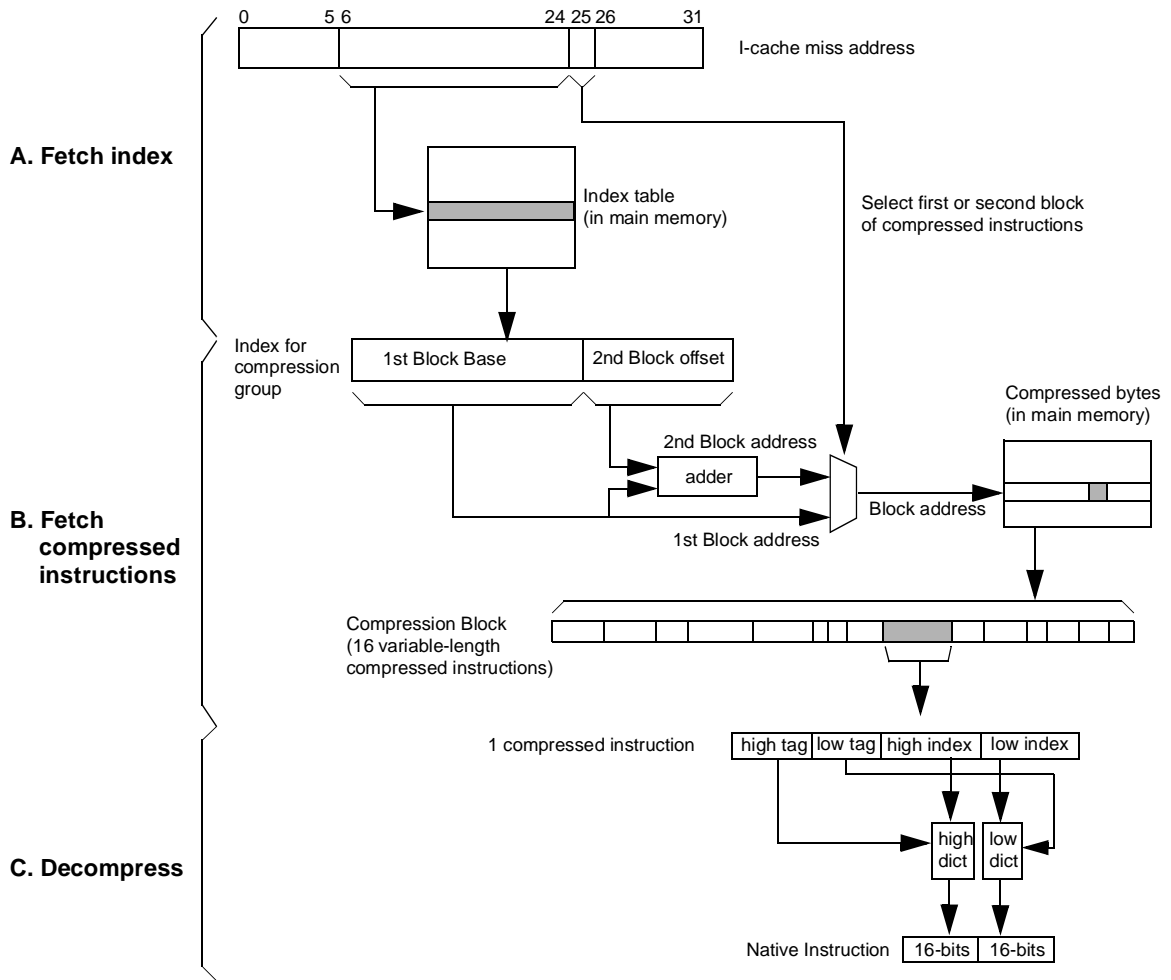 0 5 6 24 25 26 31
I-cache miss address
A. Fetch index
Index table
(in main memory)
Select first or second block
of compressed instructions
Index for
compression
group
1st Block Base
2nd Block offset
Compressed bytes
(in main memory)
2nd Block address
adder
Block address
1st Block address
B. Fetch
compressed
instructions
Compression Block
(16 variable-length
compressed instructions)
1 compressed instruction
high tag low tag high index low index
high
dict
low
dict
C. Decompress
Native Instruction
16-bits 16-bits